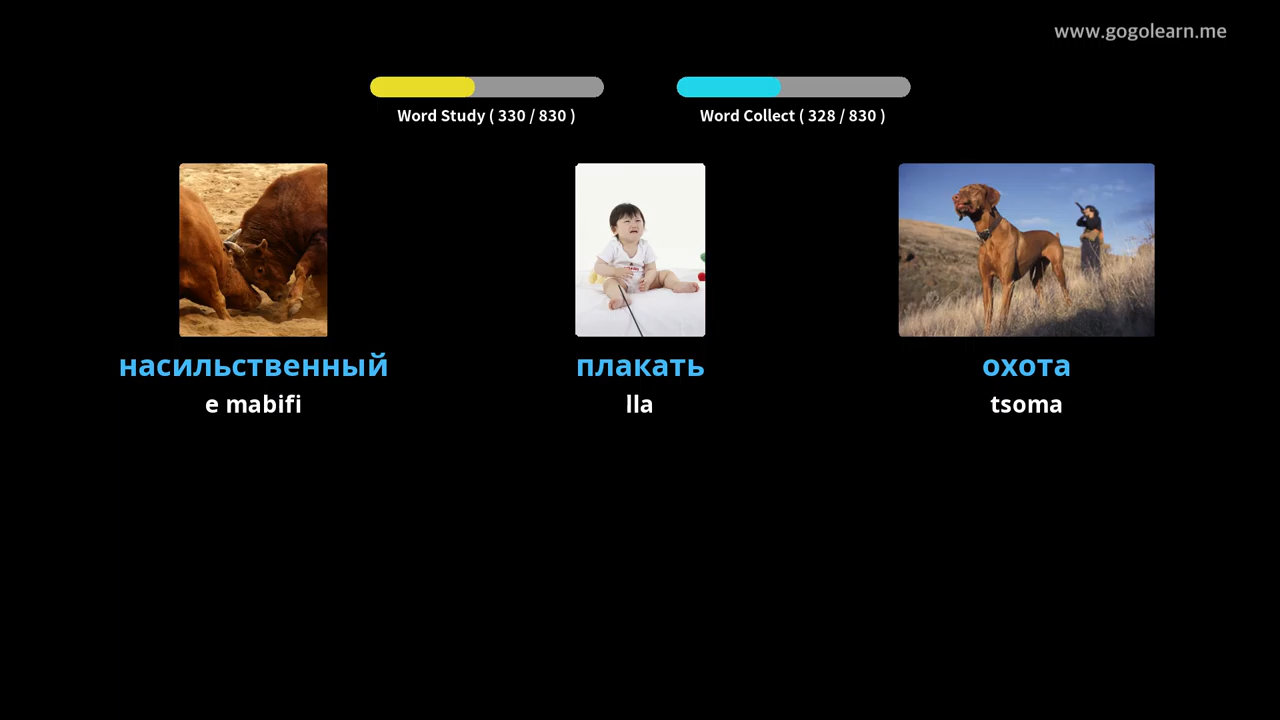 www.gogolearn.me
Word Study ( 330 / 830 )
Word Collect ( 328 / 830 )
насильственный
плакать
охота
e mabifi
lla
tsoma